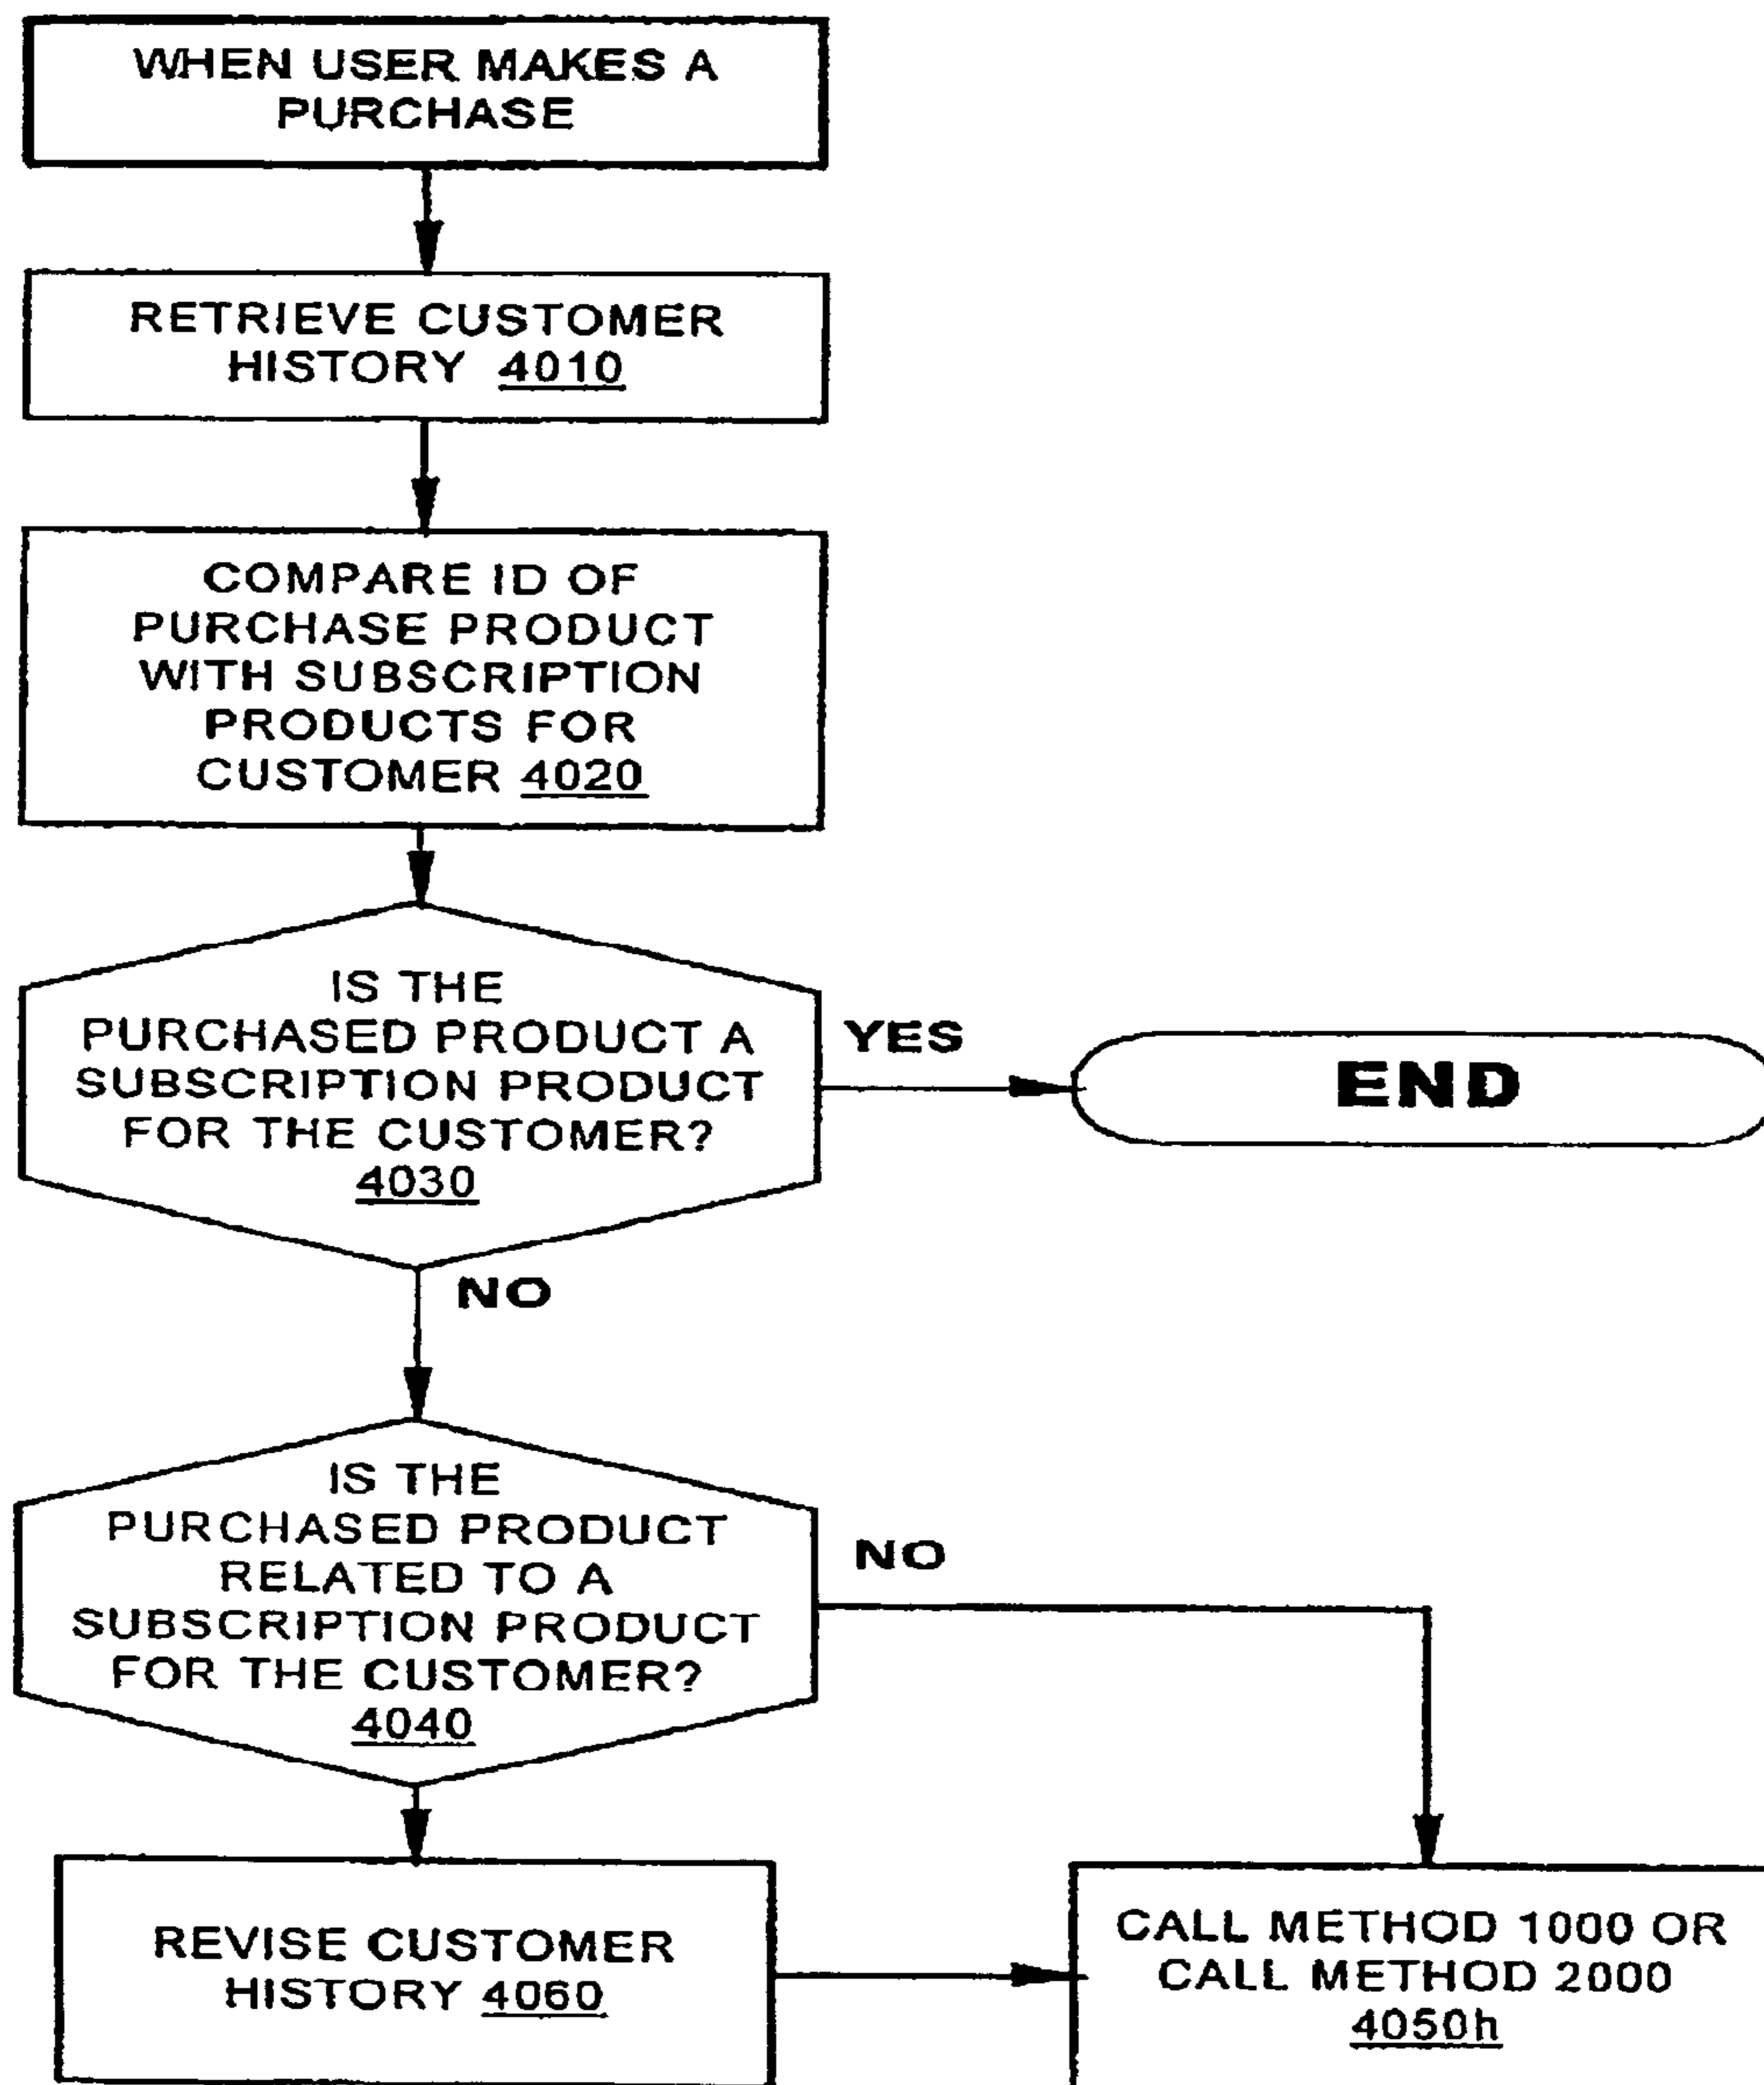 WHEN USER MAKES A
PURCHASE
RETRIEVE CUSTOMER
HISTORY 4010
COMPARE ID OF
PURCHASE PRODUCT
WITH SUBSCRIPTION
PRODUCTS FOR
CUSTOMER 4020
IS THE
PURCHASED PRODUCT A
SUBSCRIPTION PRODUCT
FOR THE CUSTOMER?
4030
YES
END
NO
IS THE
PURCHASED PRODUCT
RELATED TO A
SUBSCRIPTION PRODUCT
FOR THE CUSTOMER?
4040
NO
REVISE CUSTOMER
HISTORY 4060
CALL METHOD 1000 OR
CALL METHOD 2000
4050h